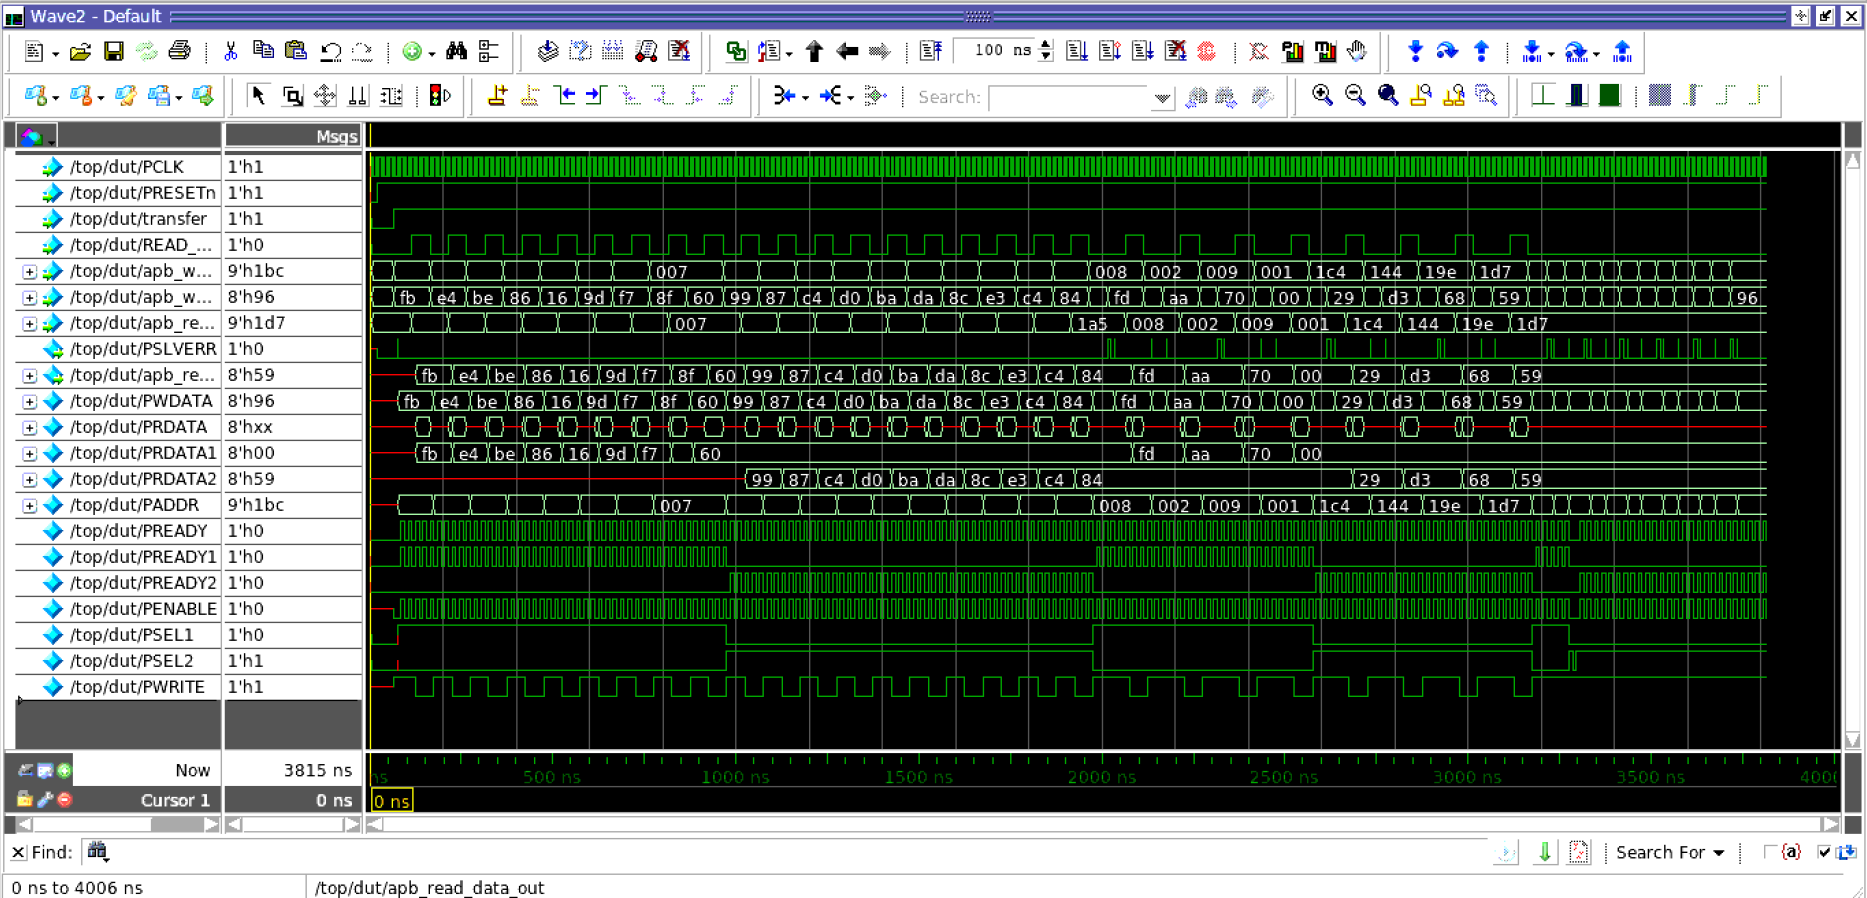 Wave2 - Default
100 ns
Search:
Msgs
/top/dut/PCLK 1'h1
/top/dut/PRESETn 1'h1
/top/dut/transfer 1'h1
/top/dut/READ_... 1'h0
/top/dut/apb_w... 9'h1bc 007 008 002 009 001 1c4 144 19e 1d7
/top/dut/apb_w... 8'h96 fb e4 be 86 16 9d f7 8f 60 99 87 c4 d0 ba da 8c e3 c4 84 fd aa 70 00 29 d3 68 59 96
/top/dut/apb_re... 9'h1d7 007 1a5 008 002 009 001 1c4 144 19e 1d7
/top/dut/PSLVERR 1'h0
/top/dut/apb_re... 8'h59 fb e4 be 86 16 9d f7 8f 60 99 87 c4 d0 ba da 8c e3 c4 84 fd aa 70 00 29 d3 68 59
/top/dut/PWDATA 8'h96 fb e4 be 86 16 9d f7 8f 60 99 87 c4 d0 ba da 8c e3 c4 84 fd aa 70 00 29 d3 68 59
/top/dut/PRDATA 8'hxx
/top/dut/PRDATA1 8'h00 fb e4 be 86 16 9d f7 60 fd aa 70 00
/top/dut/PRDATA2 8'h59 99 87 c4 d0 ba da 8c e3 c4 84 29 d3 68 59
/top/dut/PADDR 9'h1bc 007 008 002 009 001 1c4 144 19e 1d7
/top/dut/PREADY 1'h0
/top/dut/PREADY1 1'h0
/top/dut/PREADY2 1'h0
/top/dut/PENABLE 1'h0
/top/dut/PSEL1 1'h0
/top/dut/PSEL2 1'h1
/top/dut/PWRITE 1'h1
Now 3815 ns ns 500 ns 1000 ns 1500 ns 2000 ns 2500 ns 3000 ns 3500 ns 4000
Cursor 1 0 ns 0 ns
Find: Search For {a}
0 ns to 4006 ns /top/dut/apb_read_data_out